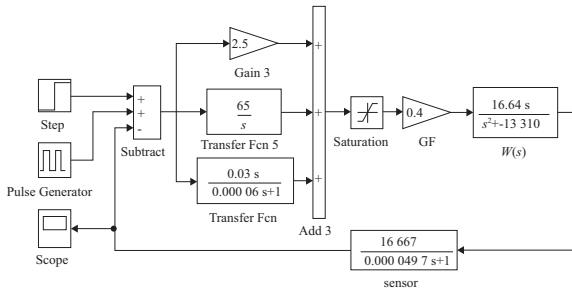 2.5
+
Gain 3
Step
+
+
-
Subtract
65
s
+
Transfer Fcn 5
Saturation
0.4
GF
16.64 s
s²+-13 310
W(s)
Pulse Generator
0.03 s
0.000 06 s+1
+
Transfer Fcn
Add 3
Scope
16 667
0.000 049 7 s+1
sensor